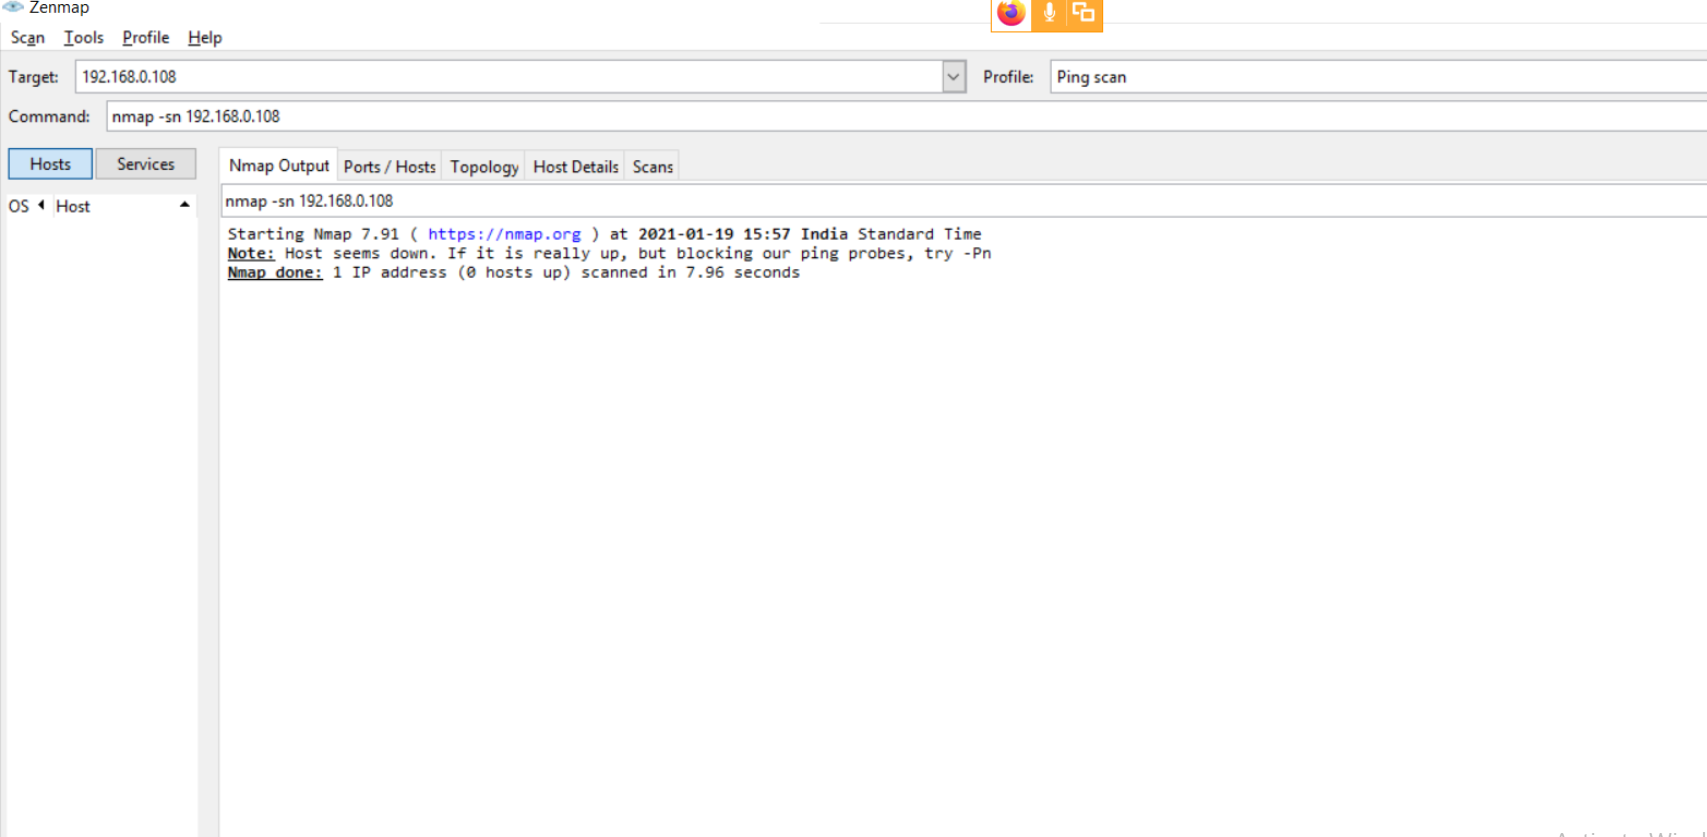 Zenmap
Scan Tools Profile Help
Target: 192.168.0.108 Profile: Ping scan
Command: nmap -sn 192.168.0.108
Hosts Services Nmap Output Ports / Hosts Topology Host Details Scans
OS Host nmap -sn 192.168.0.108
Starting Nmap 7.91 ( https://nmap.org ) at 2021-01-19 15:57 India Standard Time
Note: Host seems down. If it is really up, but blocking our ping probes, try -Pn
Nmap done: 1 IP address (0 hosts up) scanned in 7.96 seconds